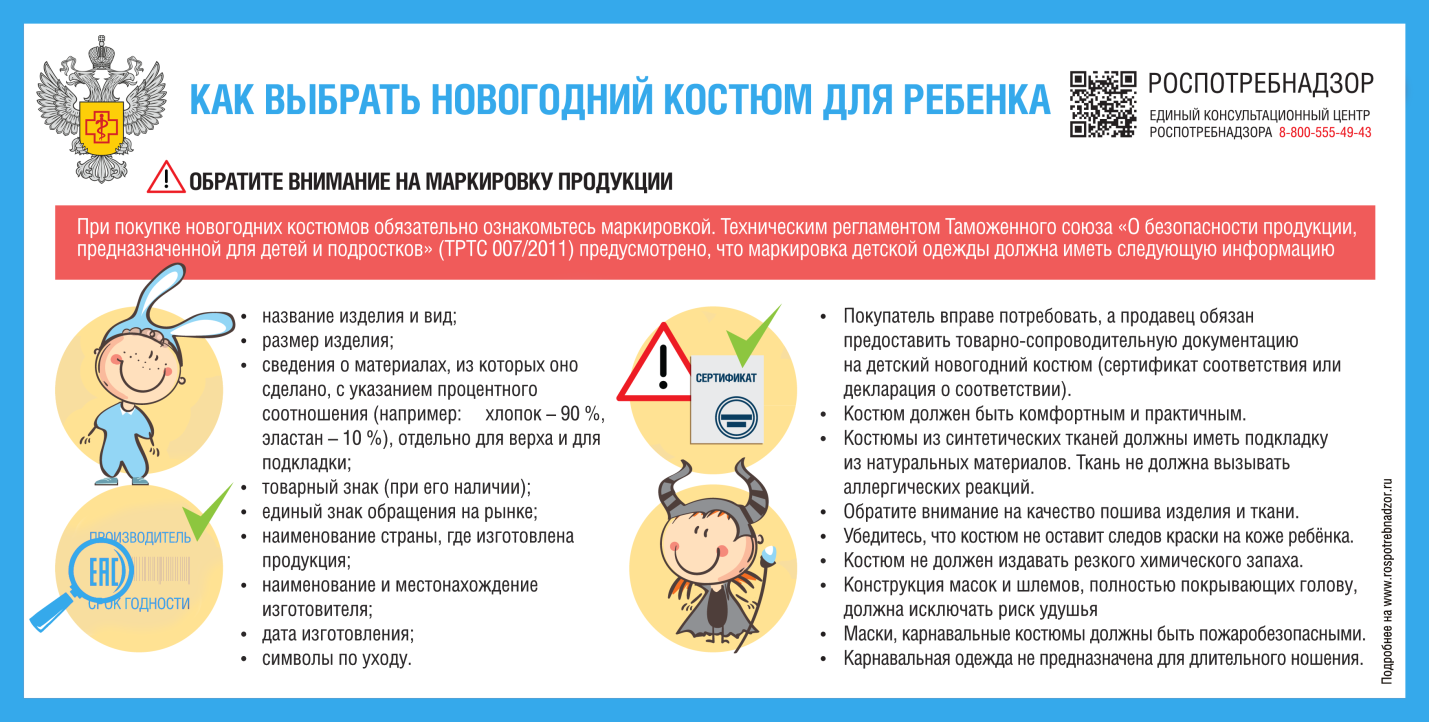 КАК ВЫБРАТЬ НОВОГОДНИЙ КОСТЮМ ДЛЯ РЕБЕНКА
РОСПОТРЕБНАДЗОР
ЕДИНЫЙ КОНСУЛЬТАЦИОННЫЙ ЦЕНТР
РОСПОТРЕБНАДЗОРА 8-800-555-49-43
ОБРАТИТЕ ВНИМАНИЕ НА МАРКИРОВКУ ПРОДУКЦИИ
При покупке новогодних костюмов обязательно ознакомьтесь маркировкой. Техническим регламентом Таможенного союза «О безопасности продукции,
предназначенной для детей и подростков» (ТРТС 007/2011) предусмотрено, что маркировка детской одежды должна иметь следующую информацию
• название изделия и вид;
• размер изделия;
• сведения о материалах, из которых оно
сделано, с указанием процентного
соотношения (например: хлопок – 90 %,
эластан – 10 %), отдельно для верха и для
подкладки;
• товарный знак (при его наличии);
• единый знак обращения на рынке;
• наименование страны, где изготовлена
продукция;
• наименование и местонахождение
изготовителя;
• дата изготовления;
• символы по уходу.
ПРОИЗВОДИТЕЛЬ
EAC
СРОК ГОДНОСТИ
СЕРТИФИКАТ
• Покупатель вправе потребовать, а продавец обязан
предоставить товарно-сопроводительную документацию
на детский новогодний костюм (сертификат соответствия или
декларация о соответствии).
• Костюм должен быть комфортным и практичным.
• Костюмы из синтетических тканей должны иметь подкладку
из натуральных материалов. Ткань не должна вызывать
аллергических реакций.
• Обратите внимание на качество пошива изделия и ткани.
• Убедитесь, что костюм не оставит следов краски на коже ребёнка.
• Костюм не должен издавать резкого химического запаха.
• Конструкция масок и шлемов, полностью покрывающих голову,
должна исключать риск удушья
• Маски, карнавальные костюмы должны быть пожаробезопасными.
• Карнавальная одежда не предназначена для длительного ношения.
Подробнее на www.rospotrebnadzor.ru